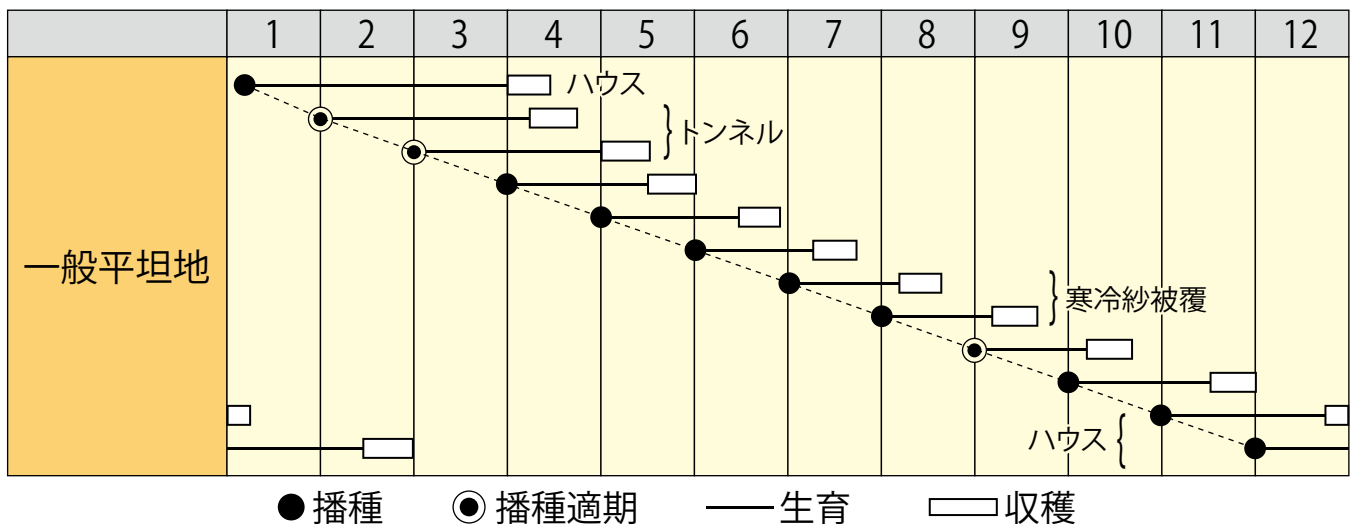 1 2 3 4 5 6 7 8 9 10 11 12
一般平坦地
ハウス
トンネル
寒冷紗被覆
ハウス
播種 播種適期 生育 収穫